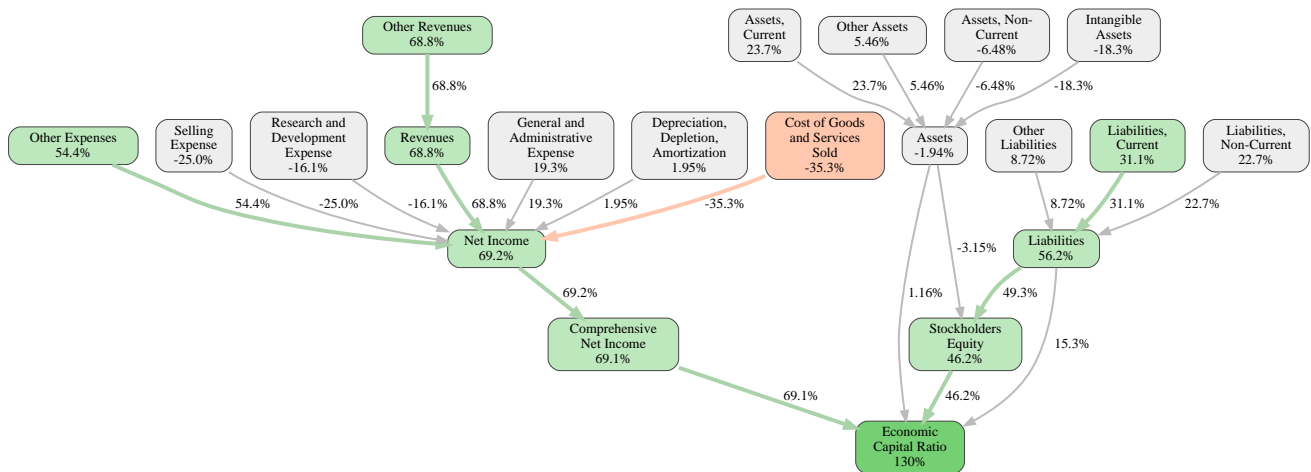 Other Revenues
68.8%
Assets,
Current
23.7%
Other Assets
5.46%
Assets, Non-
Current
-6.48%
Intangible
Assets
-18.3%
68.8%
23.7%
5.46%
-6.48%
-18.3%
Other Expenses
54.4%
Selling
Expense
-25.0%
Research and
Development
Expense
-16.1%
Revenues
68.8%
General and
Administrative
Expense
19.3%
Depreciation,
Depletion,
Amortization
1.95%
Cost of Goods
and Services
Sold
-35.3%
Assets
-1.94%
Other
Liabilities
8.72%
Liabilities,
Current
31.1%
Liabilities,
Non-Current
22.7%
54.4%
-25.0%
-16.1%
68.8%
19.3%
1.95%
-35.3%
8.72%
31.1%
22.7%
Net Income
69.2%
-3.15%
Liabilities
56.2%
69.2%
1.16%
49.3%
Comprehensive
Net Income
69.1%
Stockholders
Equity
46.2%
15.3%
69.1%
46.2%
Economic
Capital Ratio
130%